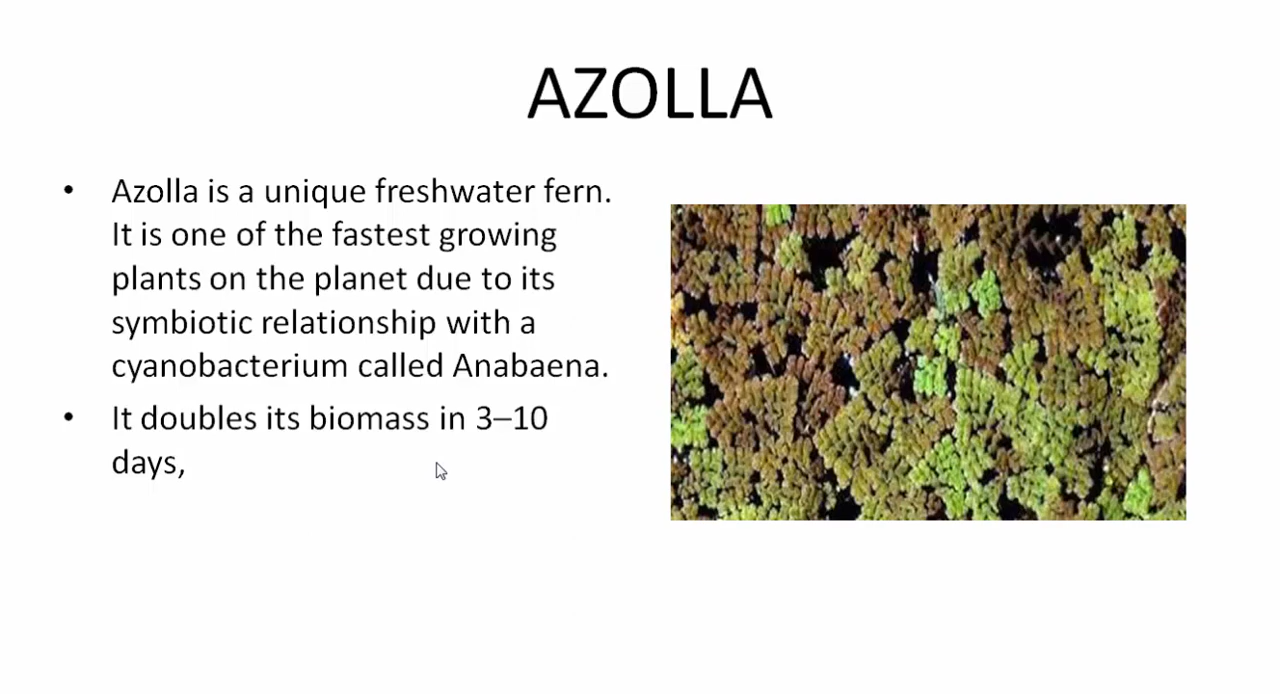 AZOLLA
• Azolla is a unique freshwater fern.
It is one of the fastest growing
plants on the planet due to its
symbiotic relationship with a
cyanobacterium called Anabaena.
• It doubles its biomass in 3–10
days,